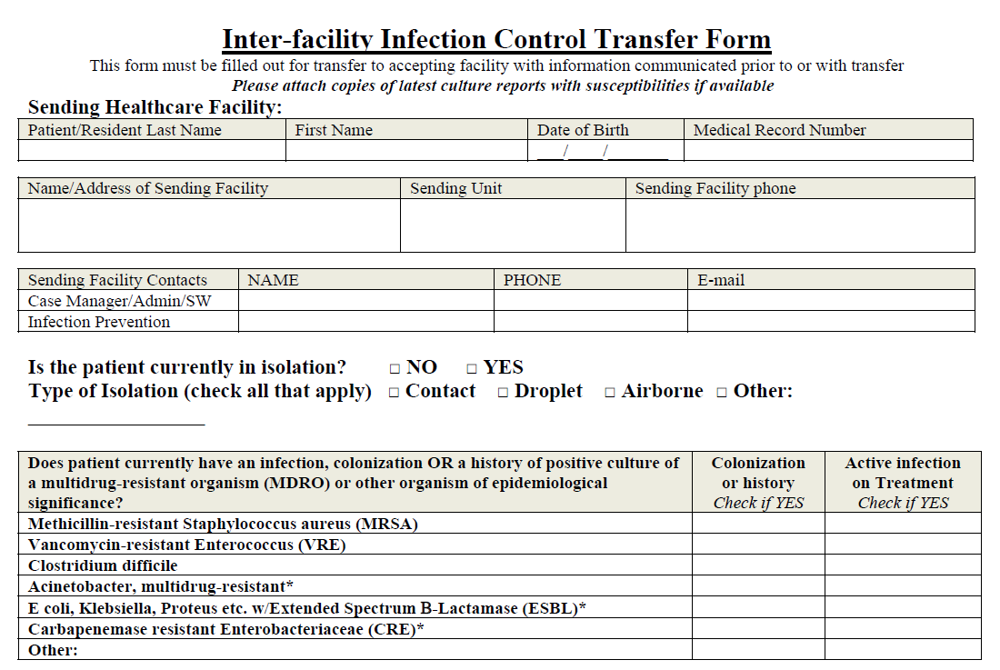 Inter-facility Infection Control Transfer Form
This form must be filled out for transfer to accepting facility with information communicated prior to or with transfer
Please attach copies of latest culture reports with susceptibilities if available
Sending Healthcare Facility:
Patient/Resident Last Name First Name Date of Birth Medical Record Number
___/____/_______
Name/Address of Sending Facility Sending Unit Sending Facility phone
Sending Facility Contacts NAME PHONE E-mail
Case Manager/Admin/SW
Infection Prevention
Is the patient currently in isolation? □ NO □ YES
Type of Isolation (check all that apply) □ Contact □ Droplet □ Airborne □ Other:
__________________
Does patient currently have an infection, colonization OR a history of positive culture of Colonization Active infection
a multidrug-resistant organism (MDRO) or other organism of epidemiological or history on Treatment
significance? Check if YES Check if YES
Methicillin-resistant Staphylococcus aureus (MRSA)
Vancomycin-resistant Enterococcus (VRE)
Clostridium difficile
Acinetobacter, multidrug-resistant*
E coli, Klebsiella, Proteus etc. w/Extended Spectrum B-Lactamase (ESBL)*
Carbapenemase resistant Enterobacteriaceae (CRE)*
Other: